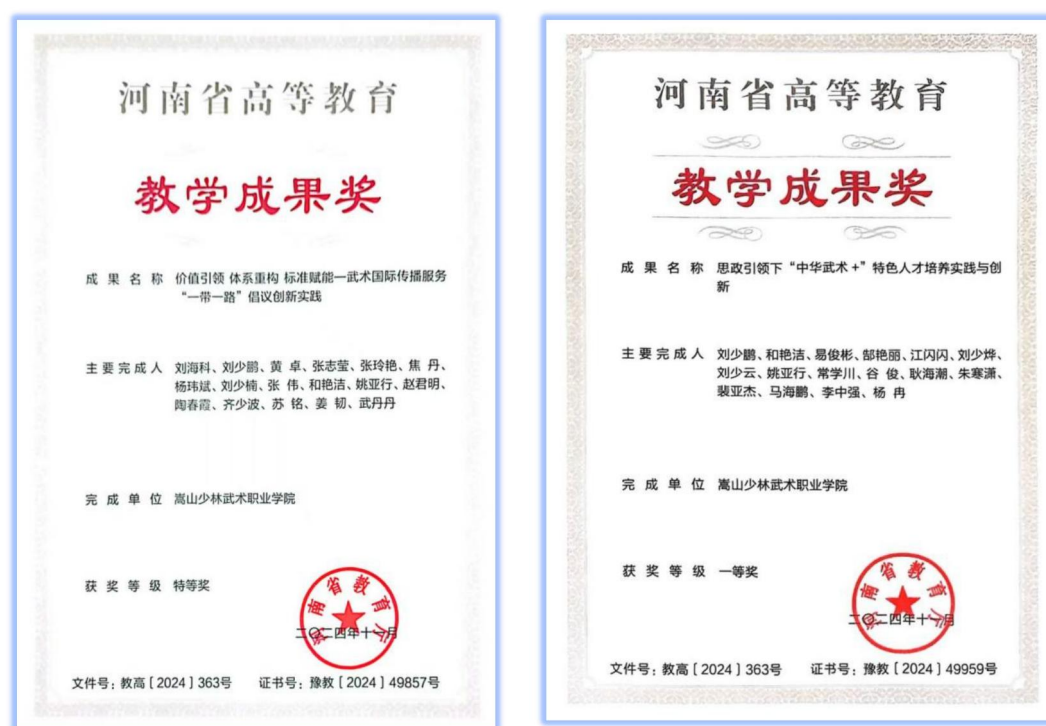 河南省高等教育
教学成果奖
成果名称 价值引领 体系重构 标准赋能—武术国际传播服务
“一带一路”倡议创新实践
主要完成人 刘海科、刘少鹏、黄 卓、张志莹、张玲艳、焦 丹、
杨玮斌、刘少楠、张 伟、和艳洁、姚亚行、赵君明、
陶春霞、齐少波、苏 铭、姜 韧、武丹丹
完成单位 嵩山少林武术职业学院
获奖等级 特等奖
河南省教育厅
二〇二四年十一月
文件号：教高〔2024〕363号 证书号：豫教〔2024〕49857号
河南省高等教育
教学成果奖
成果名称 思政引领下“中华武术+”特色人才培养实践与创
新
主要完成人 刘少鹏、和艳洁、易俊彬、郜艳丽、江闪闪、刘少烨、
刘少云、姚亚行、常学川、谷 俊、耿海潮、朱寒潇、
裴亚杰、马海鹏、李中强、杨 冉
完成单位 嵩山少林武术职业学院
获奖等级 一等奖
河南省教育厅
二〇二四年十一月
文件号：教高〔2024〕363号 证书号：豫教〔2024〕49959号